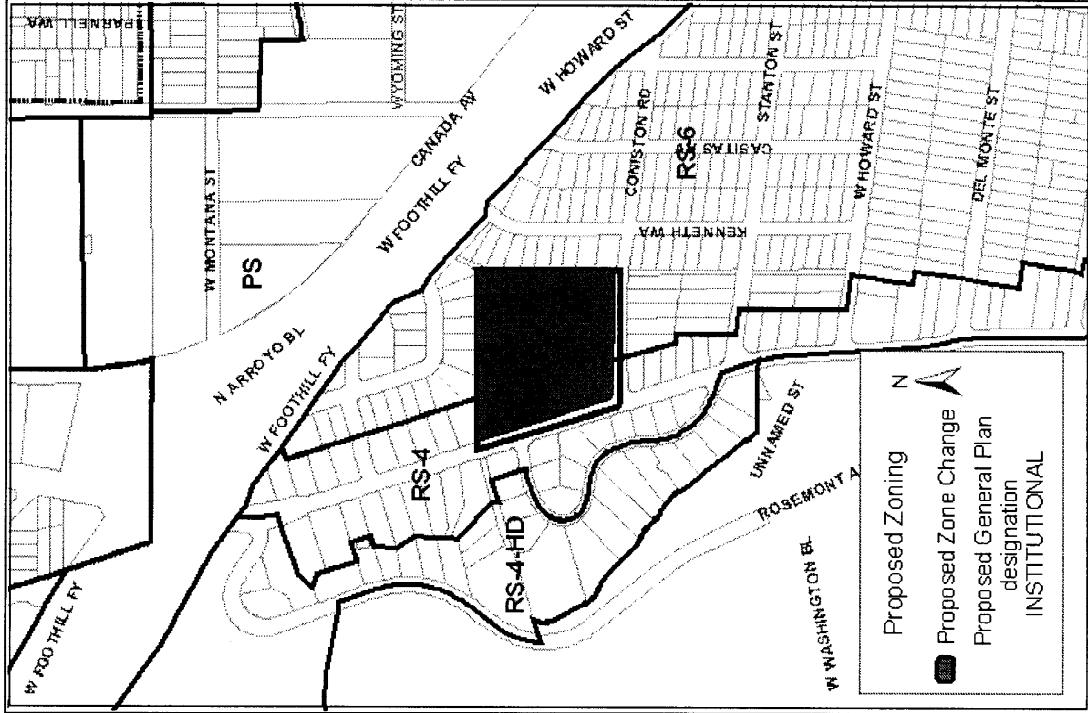 PARNELL WA
WYOMING ST
W HOWARD ST
CANADA AV
W FOOTHILL FY
W MONTANA ST
PS
N ARROYO BL
W FOOTHILL FY
W FOOTHILL FY
STANTON ST
CONISTON RD
CASITAS
RS-6
W HOWARD ST
KENNETH WA
DEL MONTE ST
RS-4
RS-4-HD
UNNAMED ST
ROSEMONT A
W WASHINGTON BL
Proposed Zoning
N
Proposed Zone Change
Proposed General Plan
designation
INSTITUTIONAL